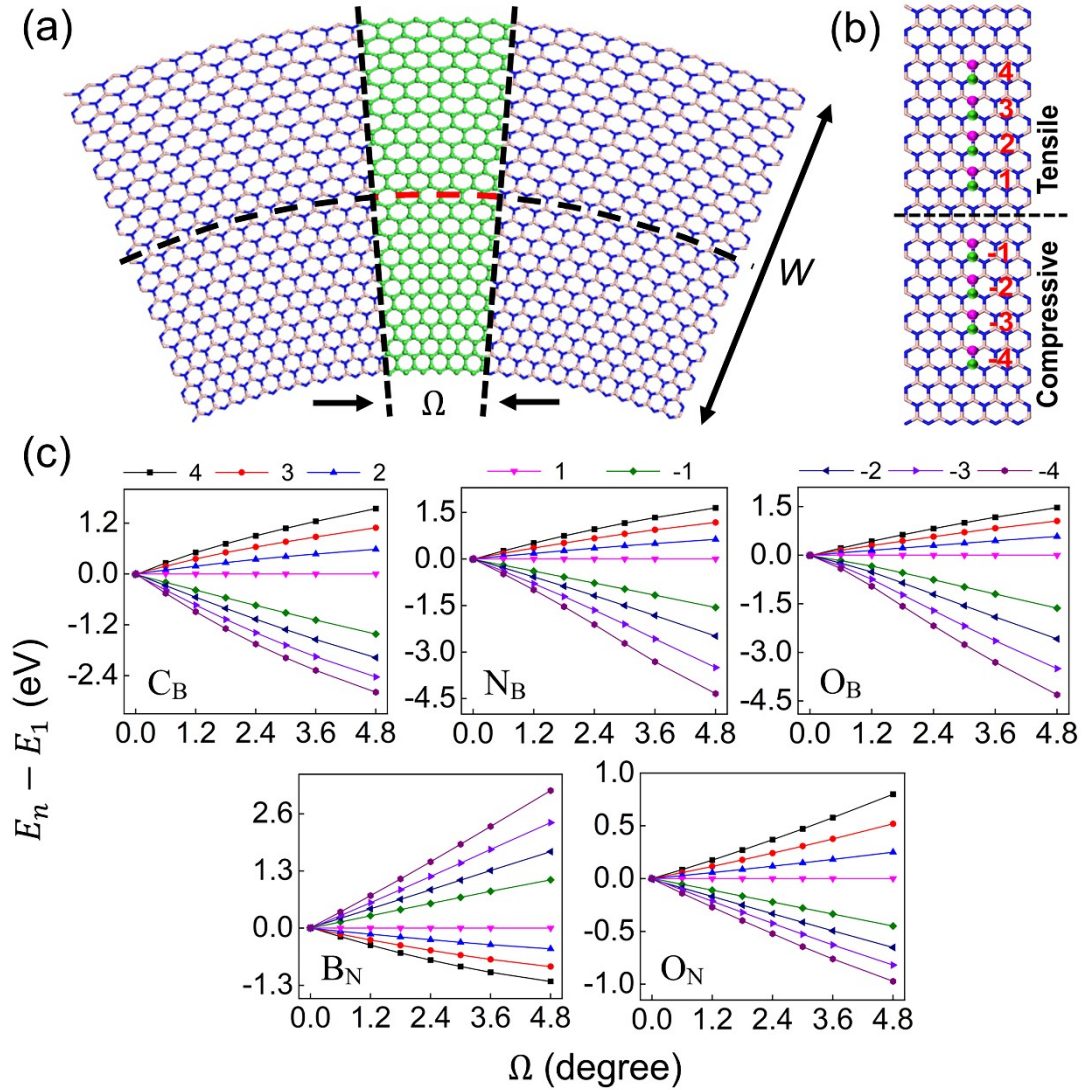 (a)
W
Ω
(b)
4
3
2
1
-1
-2
-3
-4
Tensile
Compressive
(c)
4 3 2 1 -1 -2 -3 -4
1.2
0.0
-1.2
-2.4
C_B
0.0 1.2 2.4 3.6 4.8
1.5
0.0
-1.5
-3.0
-4.5
N_B
0.0 1.2 2.4 3.6 4.8
1.5
0.0
-1.5
-3.0
-4.5
O_B
0.0 1.2 2.4 3.6 4.8
E_n − E_1 (eV)
2.6
1.3
0.0
-1.3
B_N
0.0 1.2 2.4 3.6 4.8
1.0
0.5
0.0
-0.5
-1.0
O_N
0.0 1.2 2.4 3.6 4.8
Ω (degree)